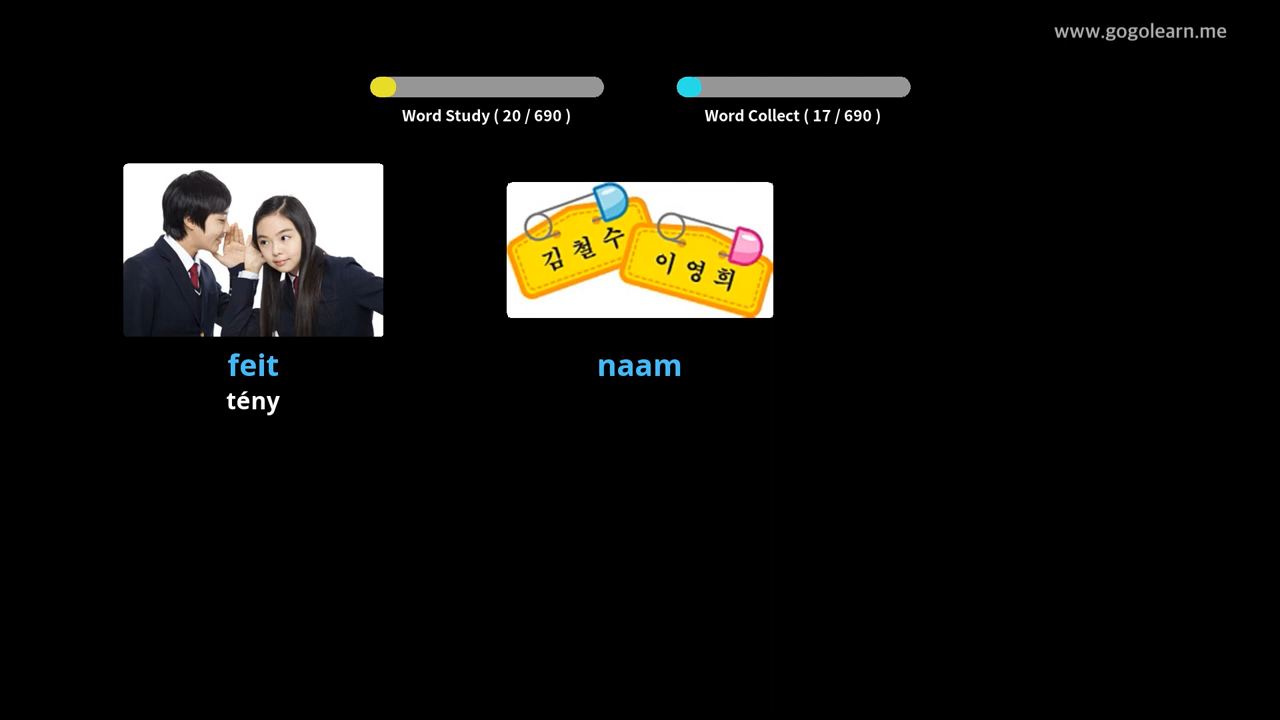 www.gogolearn.me
Word Study ( 20 / 690 )
Word Collect ( 17 / 690 )
김철수
이영희
feit
naam
tény